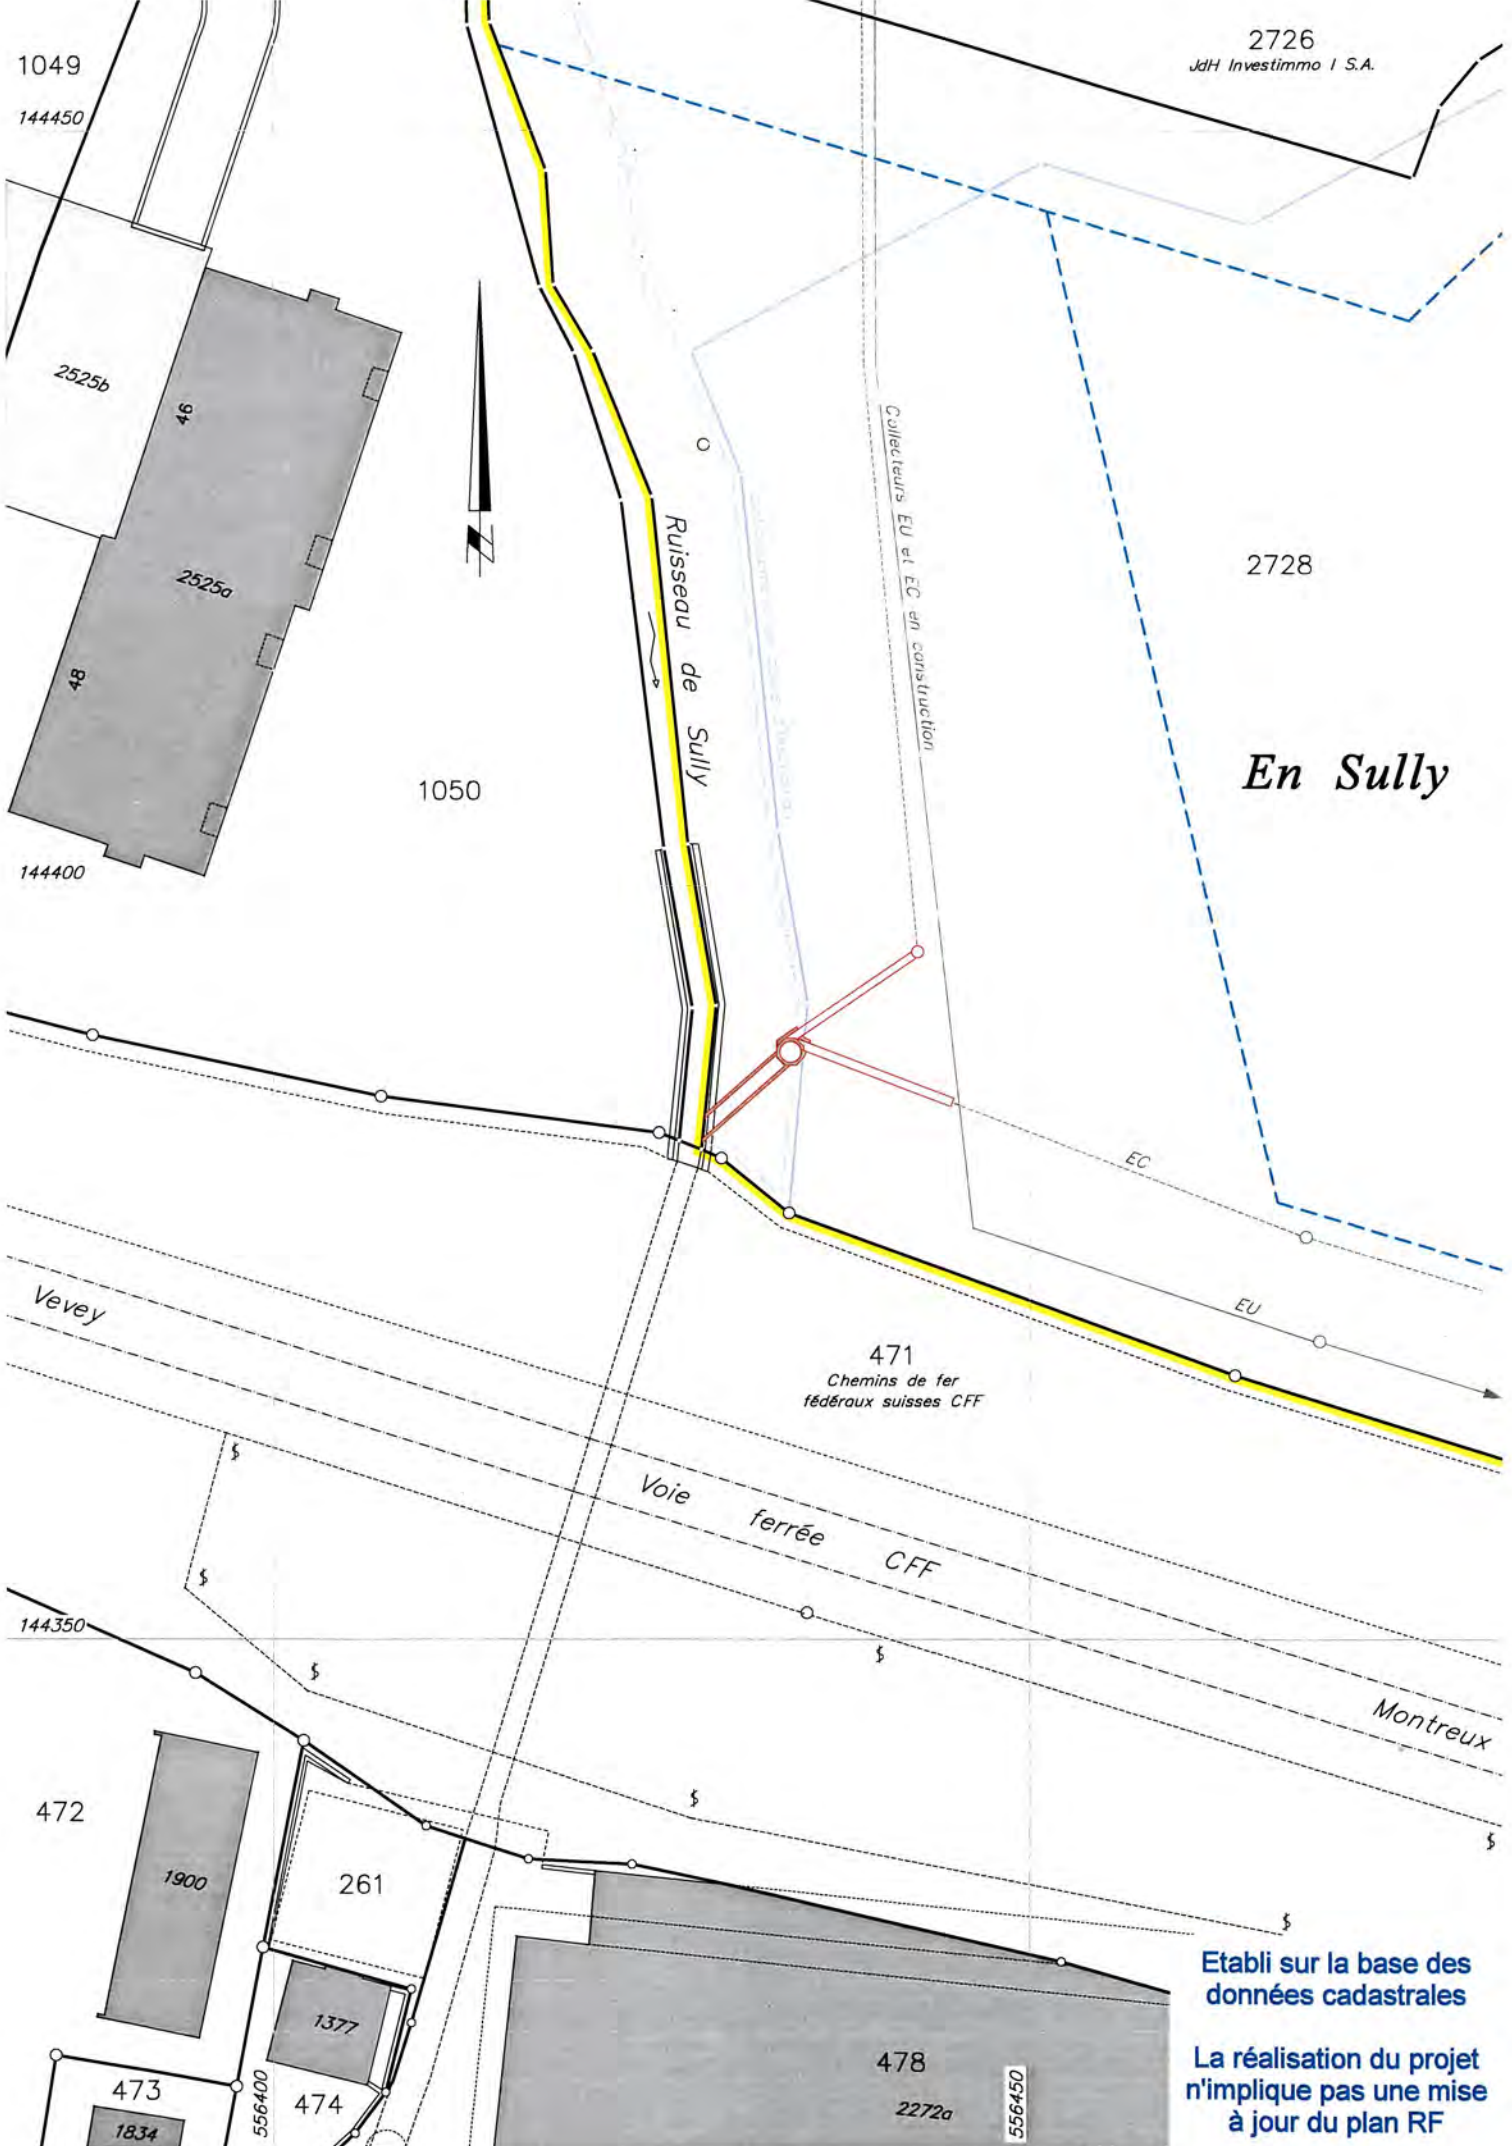 2726
JdH Investimmo I S.A.
1049
144450
2525b
46
2525a
48
Collecteurs EU et EC en construction
Ruisseau de Sully
2728
En Sully
1050
144400
EC
EU
Vevey
471
Chemins de fer
fédéraux suisses CFF
Voie ferrée CFF
144350
Montreux
472
1900
261
1377
473
1834
474
556400
478
2272a
556450
Etabli sur la base des
données cadastrales
La réalisation du projet
n'implique pas une mise
à jour du plan RF